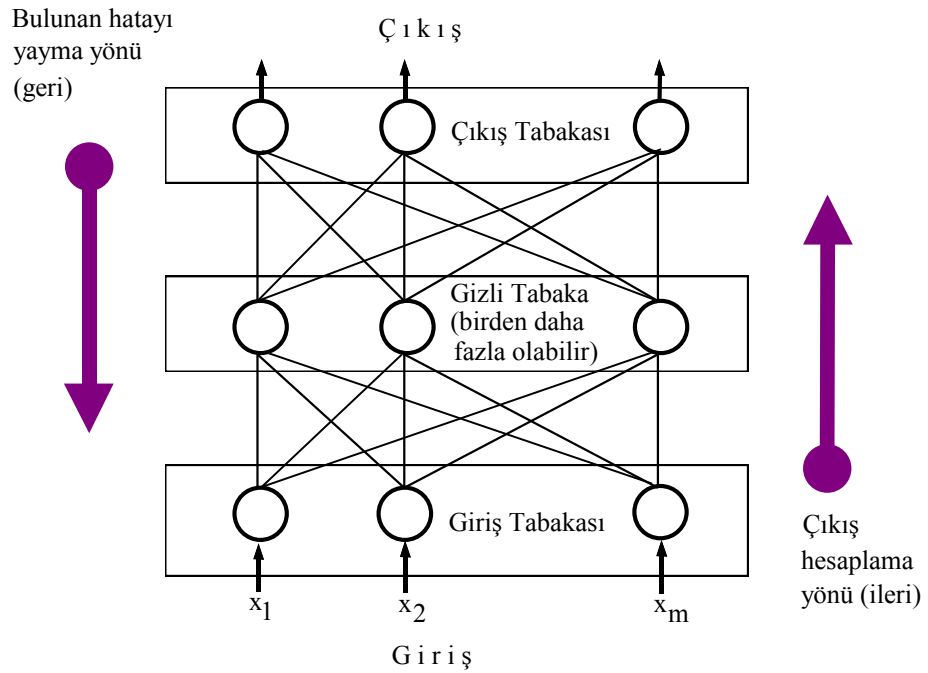 Bulunan hatayı
yayma yönü
(geri)
Ç ı k ı ş
Çıkış Tabakası
Gizli Tabaka
(birden daha
fazla olabilir)
Giriş Tabakası
Çıkış
hesaplama
yönü (ileri)
x1 x2 xm
G i r i ş